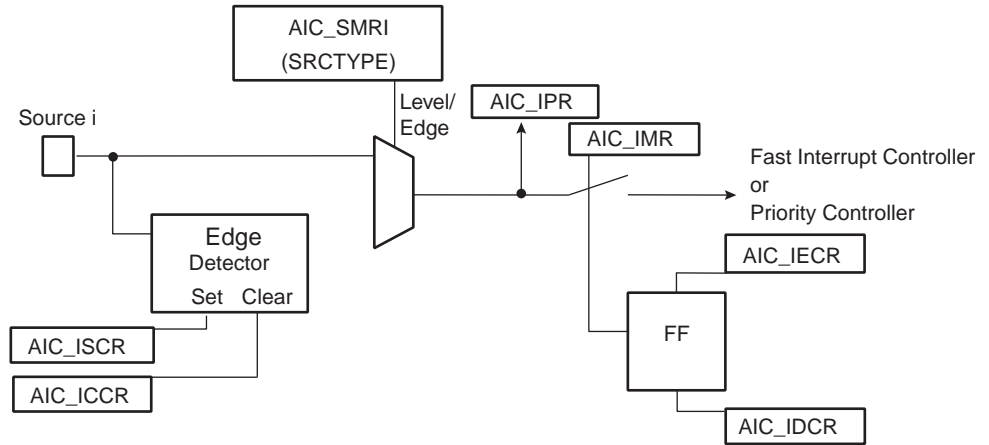 AIC_SMRI
(SRCTYPE)
Source i
Level/
Edge
AIC_IPR
AIC_IMR
Fast Interrupt Controller
or
Priority Controller
Edge
Detector
Set Clear
AIC_IECR
FF
AIC_ISCR
AIC_ICCR
AIC_IDCR